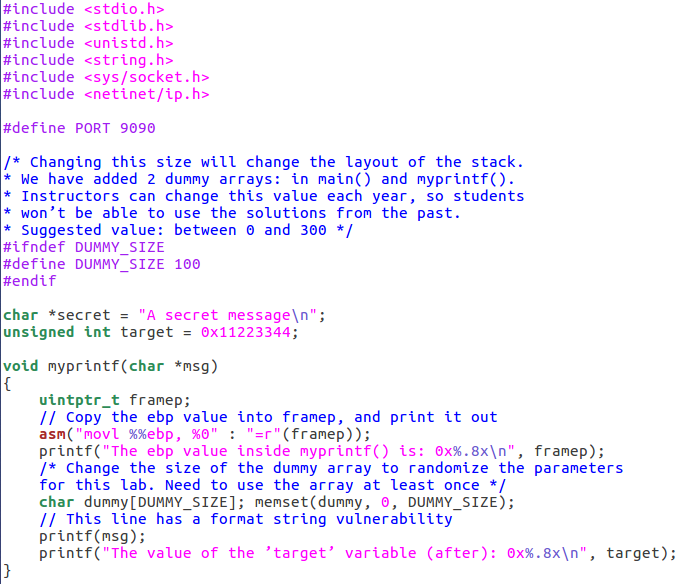 #include <stdio.h>
#include <stdlib.h>
#include <unistd.h>
#include <string.h>
#include <sys/socket.h>
#include <netinet/ip.h>
#define PORT 9090
/* Changing this size will change the layout of the stack.
* We have added 2 dummy arrays: in main() and myprintf().
* Instructors can change this value each year, so students
* won’t be able to use the solutions from the past.
* Suggested value: between 0 and 300 */
#ifndef DUMMY_SIZE
#define DUMMY_SIZE 100
#endif
char *secret = "A secret message\n";
unsigned int target = 0x11223344;
void myprintf(char *msg)
{
    uintptr_t framep;
    // Copy the ebp value into framep, and print it out
    asm("movl %%ebp, %0" : "=r"(framep));
    printf("The ebp value inside myprintf() is: 0x%.8x\n", framep);
    /* Change the size of the dummy array to randomize the parameters
    for this lab. Need to use the array at least once */
    char dummy[DUMMY_SIZE]; memset(dummy, 0, DUMMY_SIZE);
    // This line has a format string vulnerability
    printf(msg);
    printf("The value of the ’target’ variable (after): 0x%.8x\n", target);
}